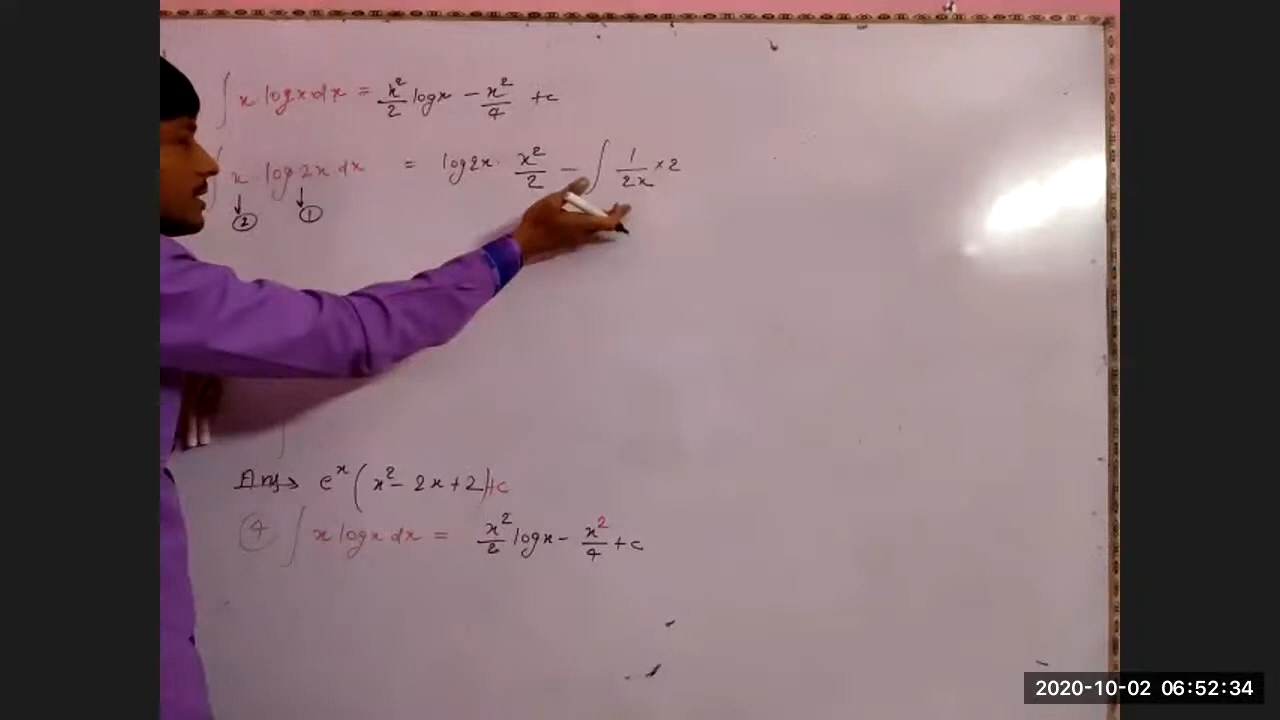 ∫ x logx dx = x²/2 logx - x²/4 + c
∫ x log2x dx = log2x · x²/2 - ∫ 1/2x × 2
② ①
Ans → eˣ (x² - 2x + 2) + c
④ ∫ x logx dx = x²/2 logx - x²/4 + c
2020-10-02 06:52:34